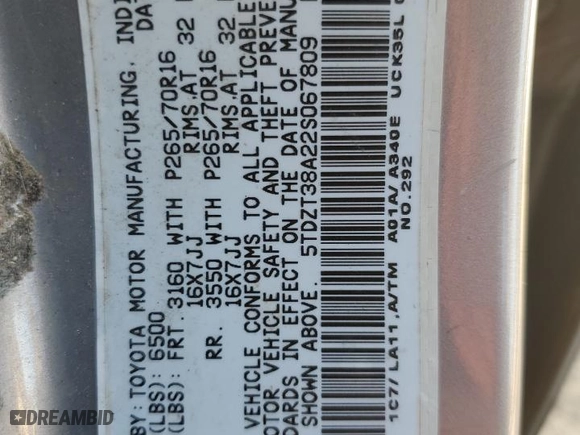 BY: TOYOTA MOTOR MANUFACTURING, INDI
DA
(LBS): 6500
(LBS): FRT. 3160 WITH P265/70R16
16X7JJ RIMS.AT 32
RR. 3550 WITH P265/70R16
16X7JJ RIMS.AT 32
VEHICLE CONFORMS TO ALL APPLICABLE
OTOR VEHICLE SAFETY AND THEFT PREVE
DARDS IN EFFECT ON THE DATE OF MANU
SHOWN ABOVE. 5TDZT38A22S067809
1C7/ LA11 .A/TM A01A/ A340E UCK35L
NO.292
DREAMBID